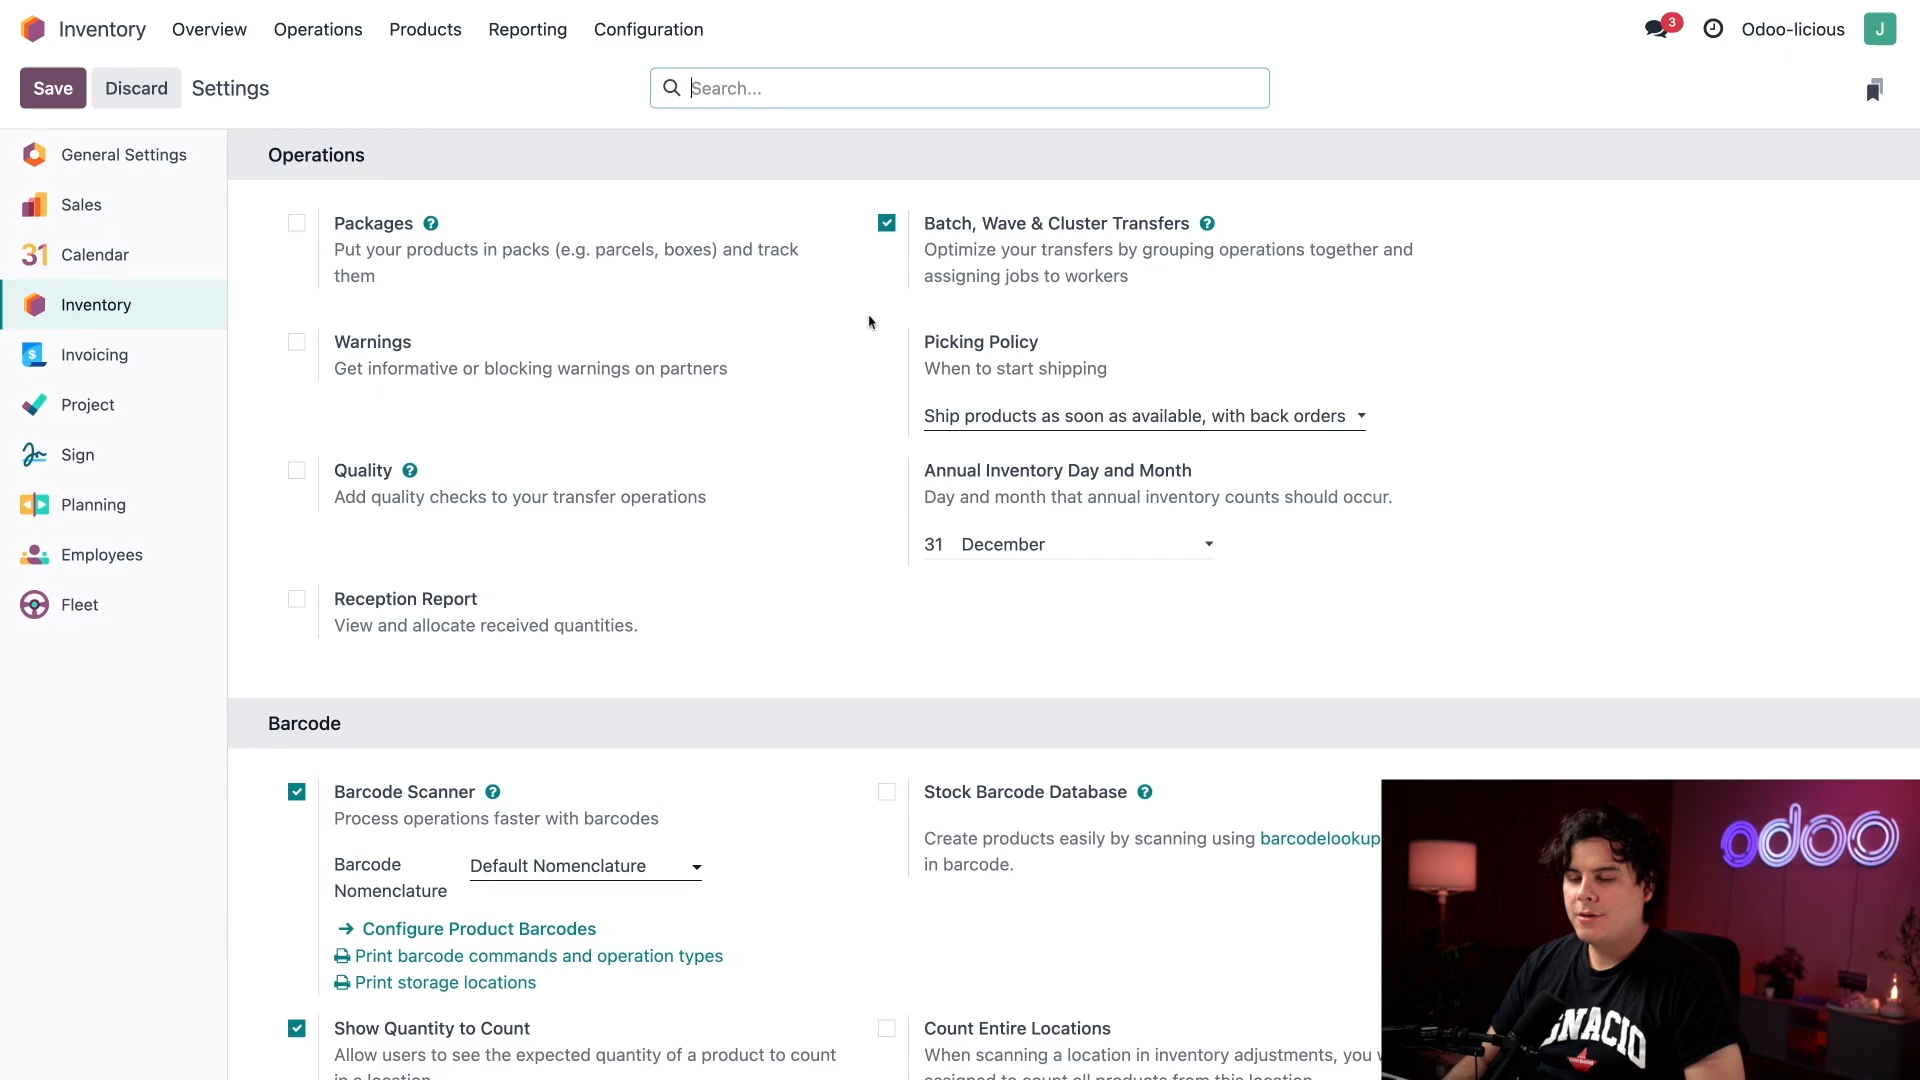 Inventory Overview Operations Products Reporting Configuration 3 Odoo-licious J
Save Discard Settings Search...
General Settings
Sales
31 Calendar
Inventory
$ Invoicing
Project
Sign
Planning
Employees
Fleet
Operations
Packages ?
Put your products in packs (e.g. parcels, boxes) and track
them
Batch, Wave & Cluster Transfers ?
Optimize your transfers by grouping operations together and
assigning jobs to workers
Warnings
Get informative or blocking warnings on partners
Picking Policy
When to start shipping
Ship products as soon as available, with back orders
Quality ?
Add quality checks to your transfer operations
Annual Inventory Day and Month
Day and month that annual inventory counts should occur.
31 December
Reception Report
View and allocate received quantities.
Barcode
Barcode Scanner ?
Process operations faster with barcodes
Barcode
Nomenclature
Default Nomenclature
Configure Product Barcodes
Print barcode commands and operation types
Print storage locations
Stock Barcode Database ?
Create products easily by scanning using barcodelookup
in barcode.
Show Quantity to Count
Allow users to see the expected quantity of a product to count
in a location
Count Entire Locations
When scanning a location in inventory adjustments, you
assigned to count all products from this location
odoo